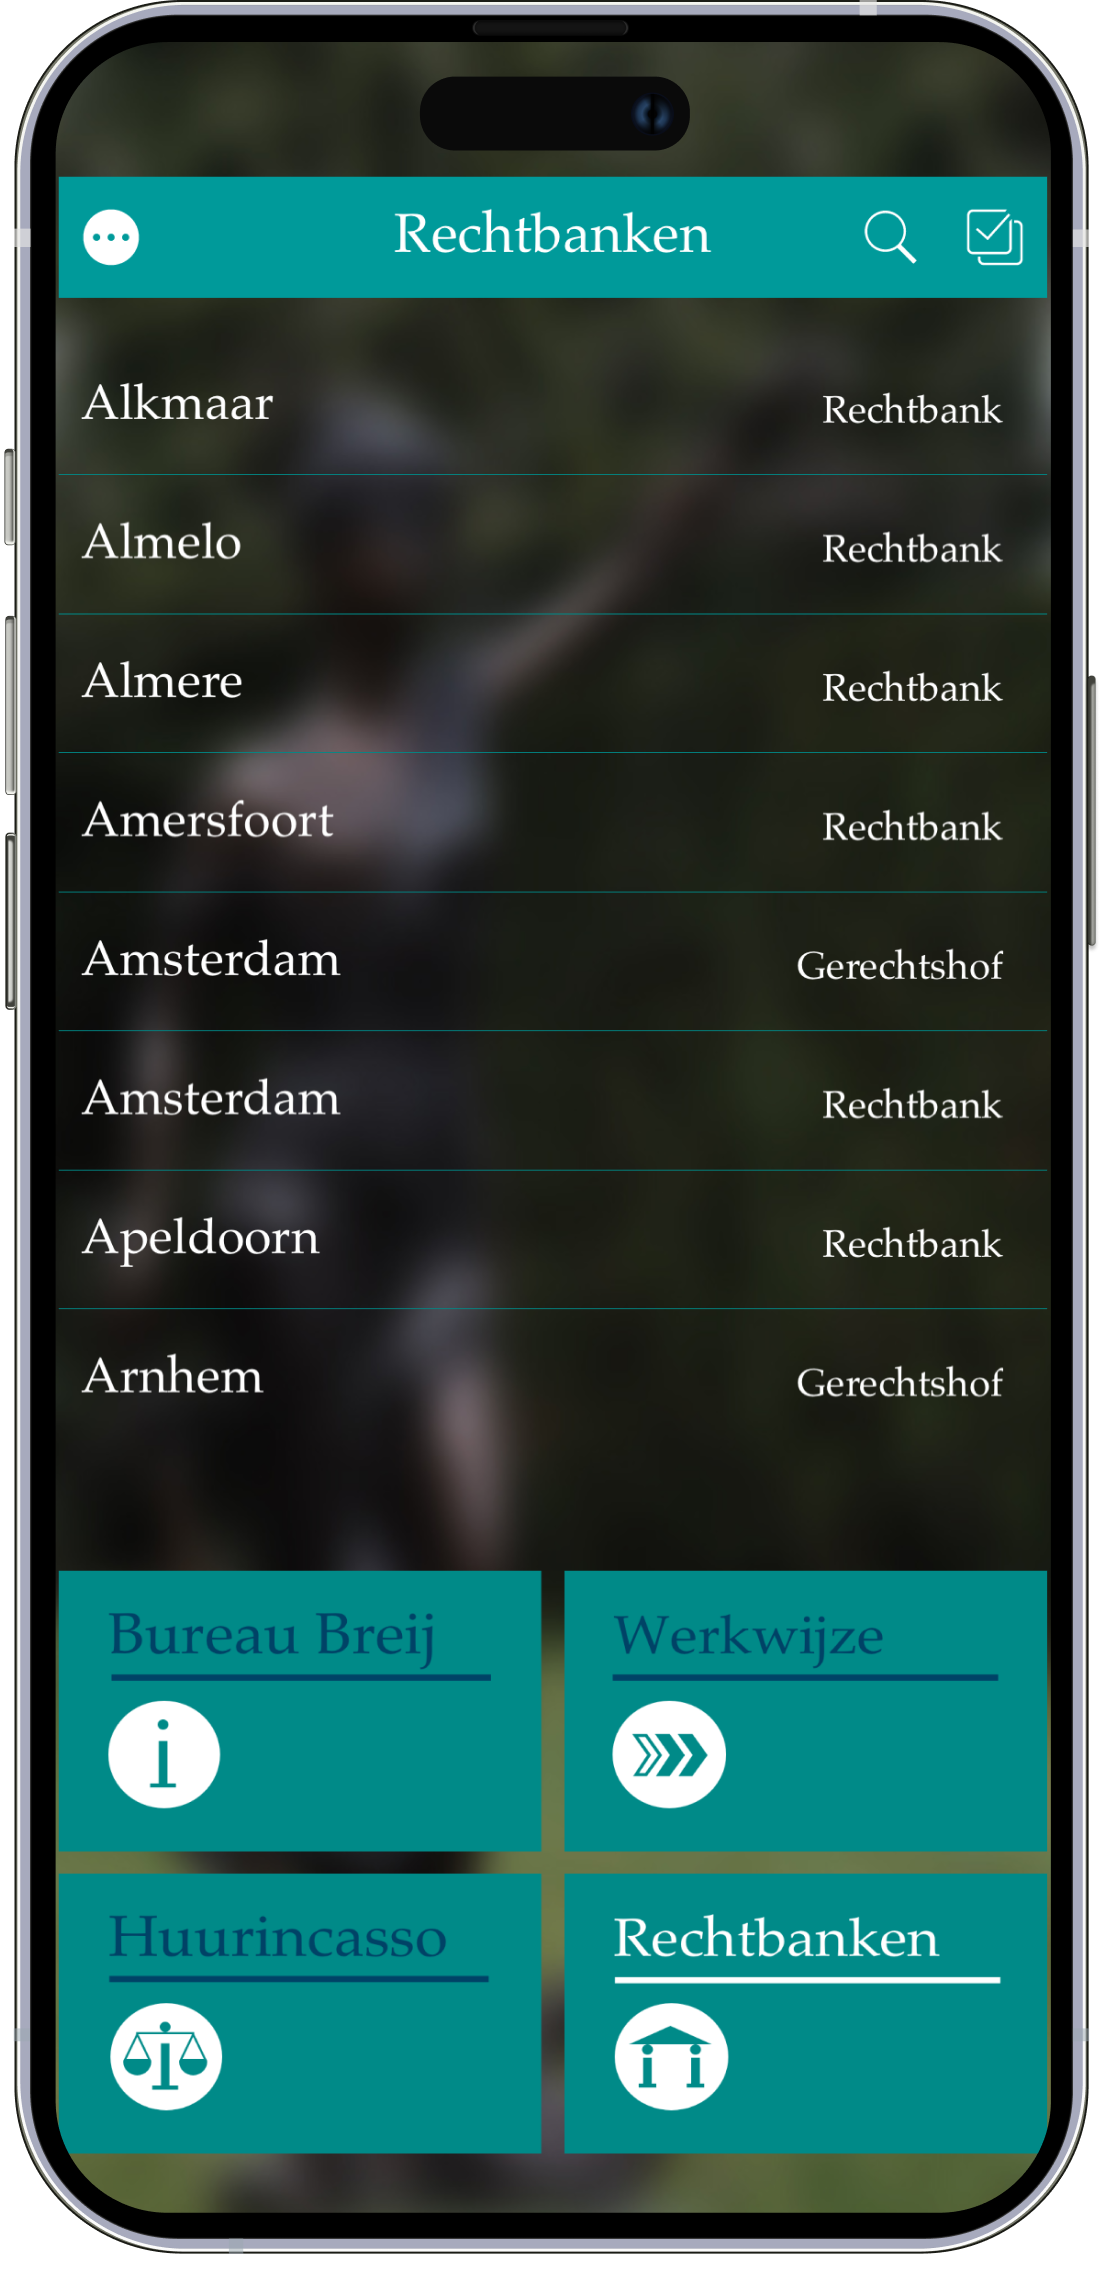 Rechtbanken
Alkmaar Rechtbank
Almelo Rechtbank
Almere Rechtbank
Amersfoort Rechtbank
Amsterdam Gerechtshof
Amsterdam Rechtbank
Apeldoorn Rechtbank
Arnhem Gerechtshof
Bureau Breij
Werkwijze
Huurincasso
Rechtbanken